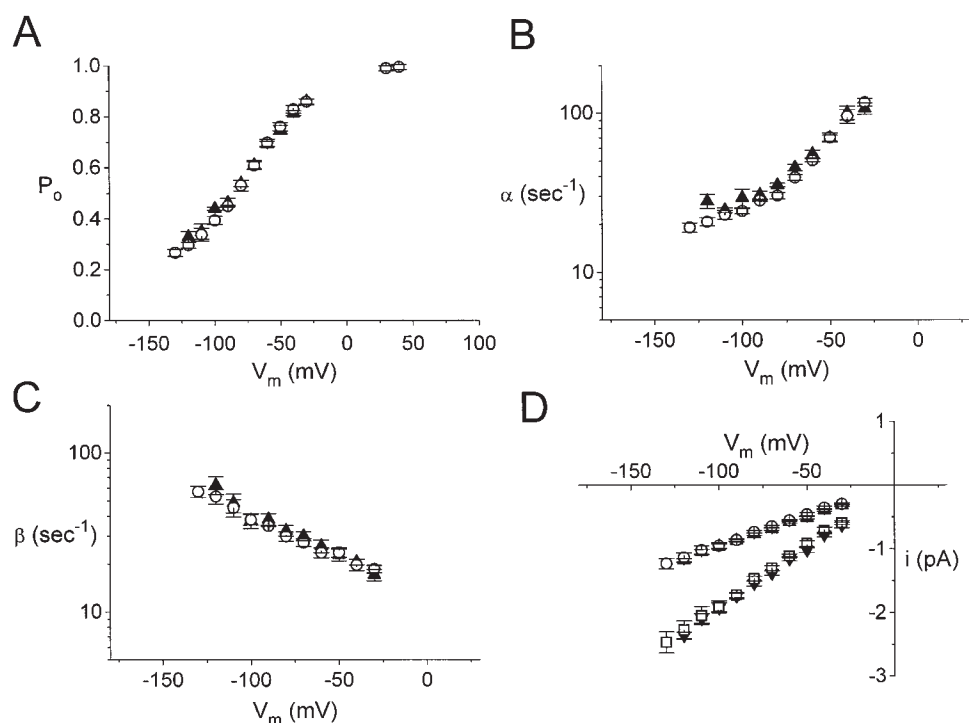 A
P_o
1.0
0.8
0.6
0.4
0.2
0.0
-150 -100 -50 0 50 100
V_m (mV)
B
α (sec⁻¹)
100
10
-150 -100 -50 0
V_m (mV)
C
β (sec⁻¹)
100
10
-150 -100 -50 0
V_m (mV)
D
V_m (mV)
-150 -100 -50
1
-1
-2
-3
i (pA)